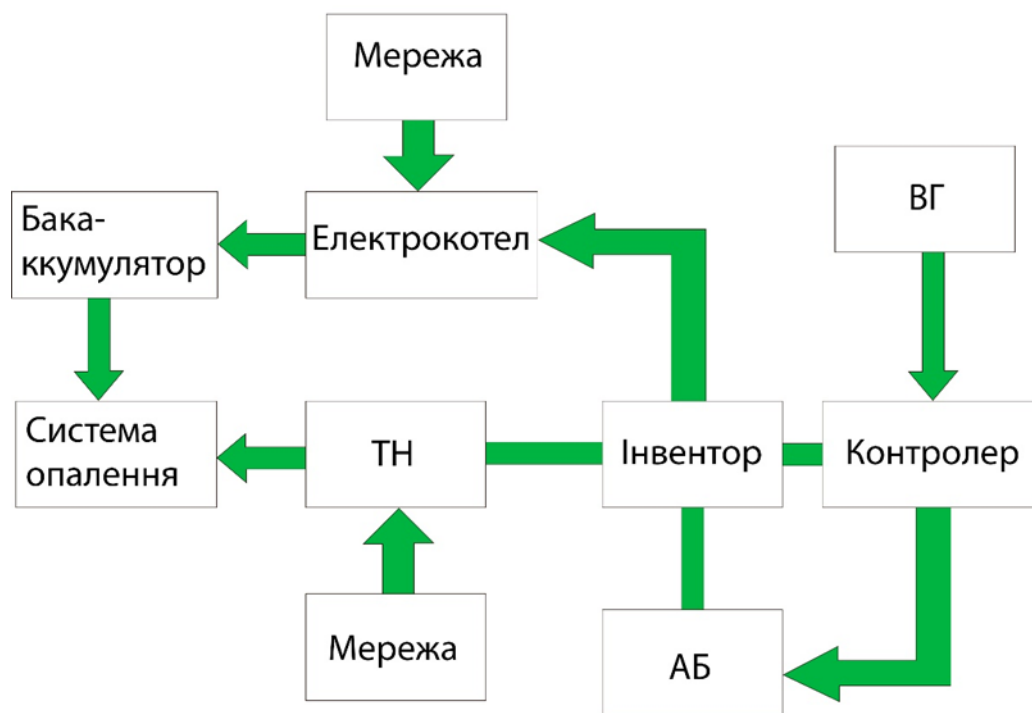 Мережа
ВГ
Бака-
ккумулятор
Електрокотел
Система
опалення
ТН
Інвентор
Контролер
Мережа
АБ